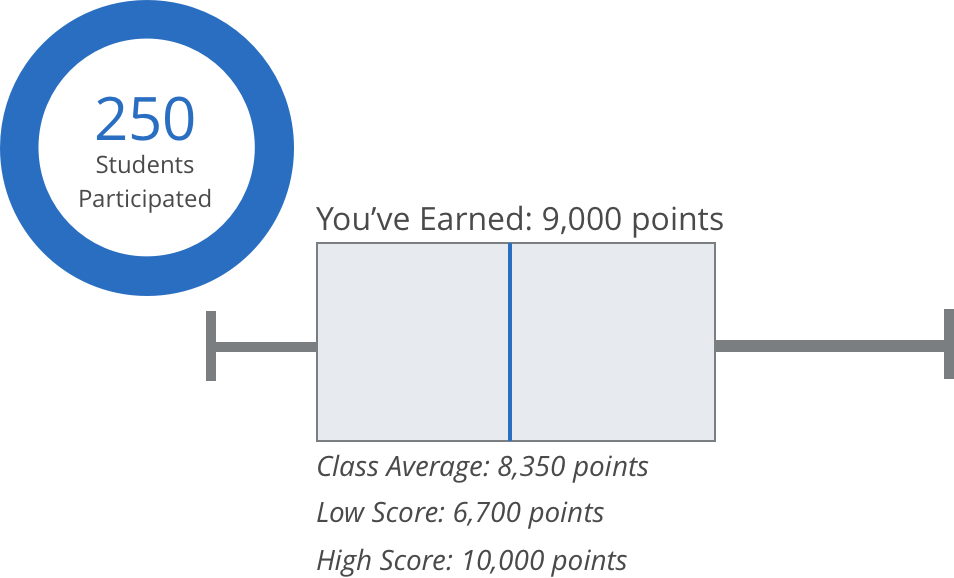 250
Students
Participated
You’ve Earned: 9,000 points
Class Average: 8,350 points
Low Score: 6,700 points
High Score: 10,000 points